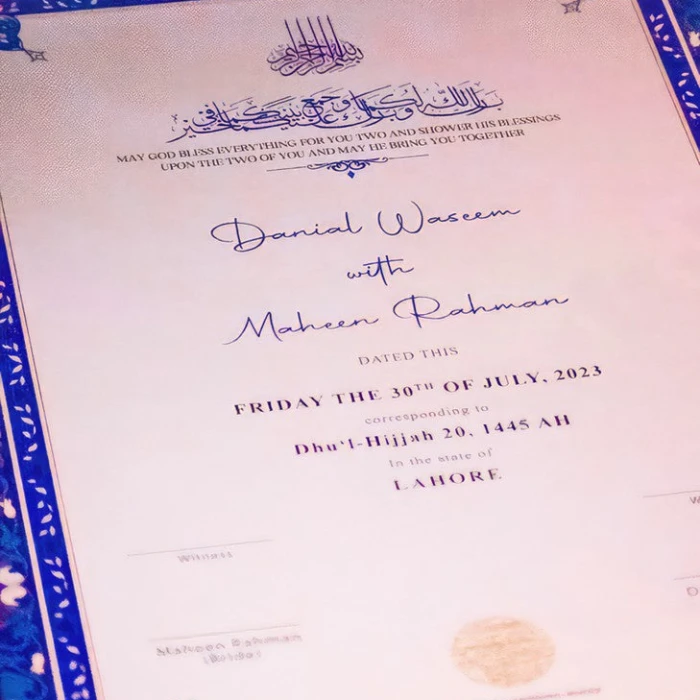 بسم الله الرحمن الرحيم
بارك الله لكما وبارك عليكما وجمع بينكما في خير
MAY GOD BLESS EVERYTHING FOR YOU TWO AND SHOWER HIS BLESSINGS
UPON THE TWO OF YOU AND MAY HE BRING YOU TOGETHER
Danial Waseem
with
Maheen Rahman
DATED THIS
FRIDAY THE 30TH OF JULY, 2023
corresponding to
Dhu'l-Hijjah 20, 1445 AH
In the state of
LAHORE
Witness
Maheen Rahman
(Bride)